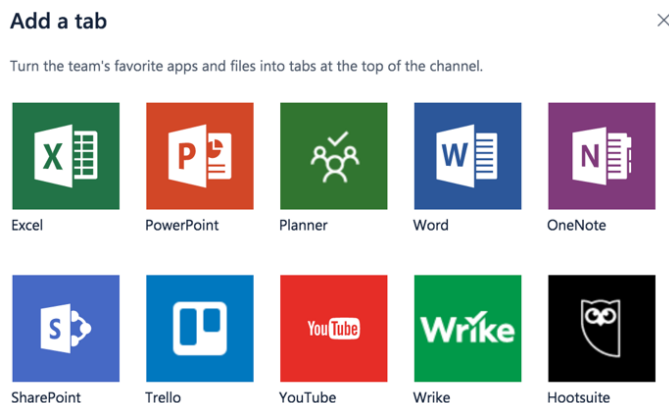 Add a tab
Turn the team's favorite apps and files into tabs at the top of the channel.
X P W N
Excel PowerPoint Planner Word OneNote
S YouTube Wrike
SharePoint Trello YouTube Wrike Hootsuite